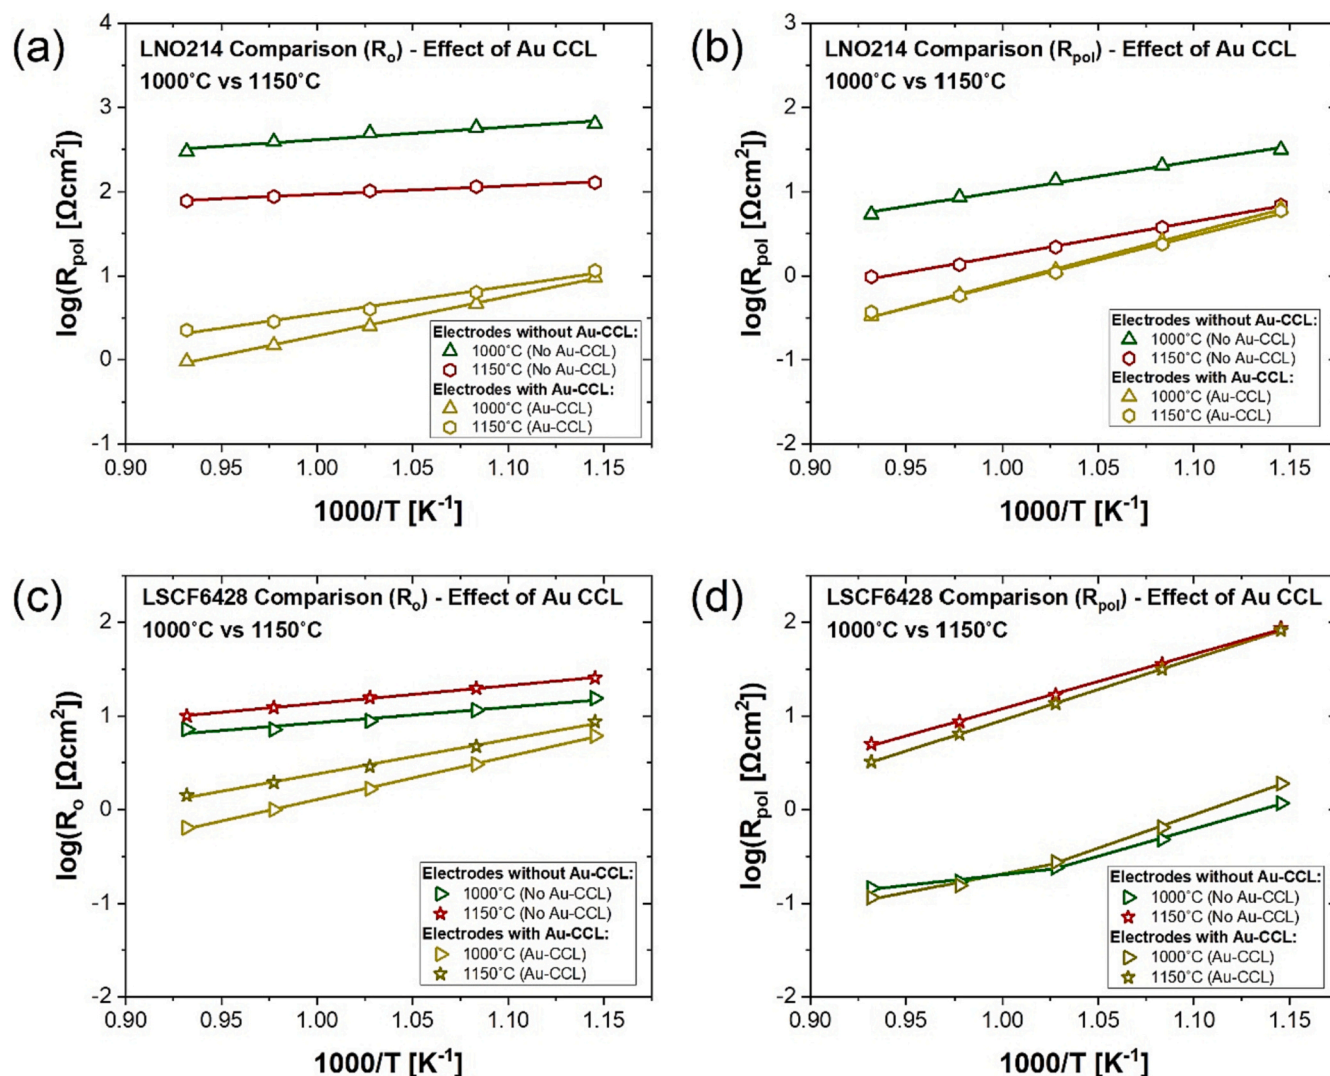 (a)
LNO214 Comparison (Rₒ) - Effect of Au CCL
1000°C vs 1150°C
log(Rpol [Ωcm²])
4
3
2
1
0
-1
0.90
0.95
1.00
1.05
1.10
1.15
1000/T [K⁻¹]
Electrodes without Au-CCL:
1000°C (No Au-CCL)
1150°C (No Au-CCL)
Electrodes with Au-CCL:
1000°C (Au-CCL)
1150°C (Au-CCL)
(b)
LNO214 Comparison (Rpol) - Effect of Au CCL
1000°C vs 1150°C
log(Rpol [Ωcm²])
3
2
1
0
-1
-2
0.90
0.95
1.00
1.05
1.10
1.15
1000/T [K⁻¹]
Electrodes without Au-CCL:
1000°C (No Au-CCL)
1150°C (No Au-CCL)
Electrodes with Au-CCL:
1000°C (Au-CCL)
1150°C (Au-CCL)
(c)
LSCF6428 Comparison (Rₒ) - Effect of Au CCL
1000°C vs 1150°C
log(Rₒ [Ωcm²])
2
1
0
-1
-2
0.90
0.95
1.00
1.05
1.10
1.15
1000/T [K⁻¹]
Electrodes without Au-CCL:
1000°C (No Au-CCL)
1150°C (No Au-CCL)
Electrodes with Au-CCL:
1000°C (Au-CCL)
1150°C (Au-CCL)
(d)
LSCF6428 Comparison (Rpol) - Effect of Au CCL
1000°C vs 1150°C
log(Rpol [Ωcm²])
2
1
0
-1
-2
0.90
0.95
1.00
1.05
1.10
1.15
1000/T [K⁻¹]
Electrodes without Au-CCL:
1000°C (No Au-CCL)
1150°C (No Au-CCL)
Electrodes with Au-CCL:
1000°C (Au-CCL)
1150°C (Au-CCL)